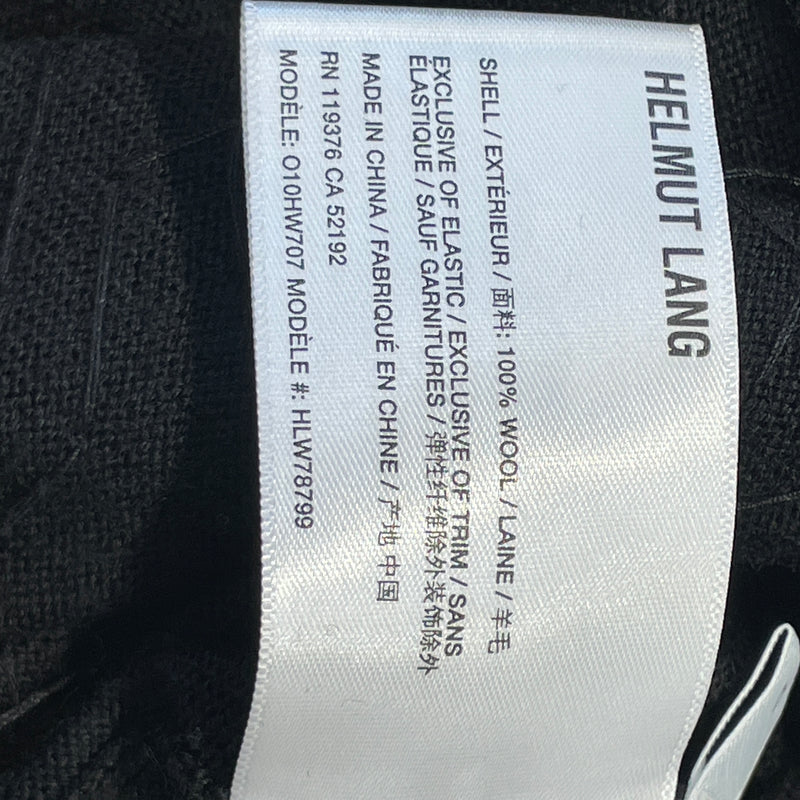 HELMUT LANG
SHELL / EXTÉRIEUR / 面料: 100% WOOL / LAINE / 羊毛
EXCLUSIVE OF ELASTIC / EXCLUSIVE OF TRIM / SANS
ÉLASTIQUE / SAUF GARNITURES / 弹性纤维除外装饰除外
MADE IN CHINA / FABRIQUÉ EN CHINE / 产地 中国
RN 119376 CA 52192
MODÈLE: O10HW707 MODÈLE #: HLW78799